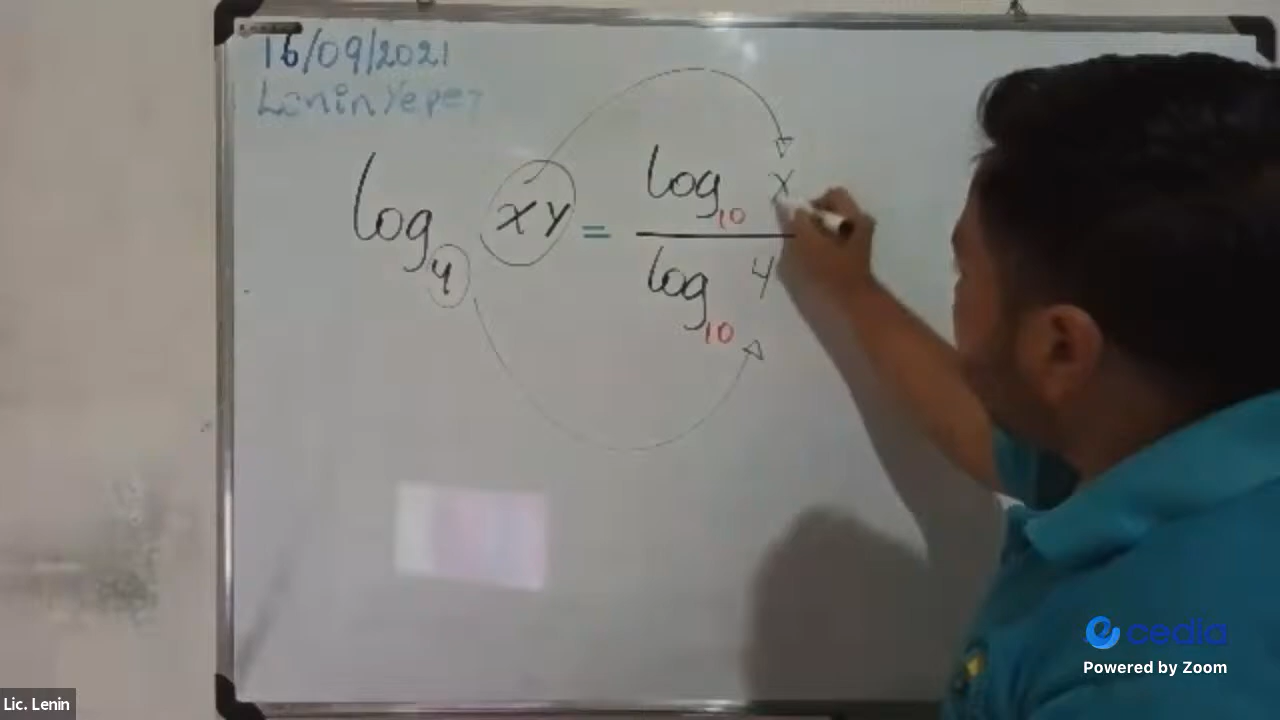 16/09/2021
Lenin Yepez
log₄ xy = log₁₀ x
log₁₀ 4
cedia
Powered by Zoom
Lic. Lenin